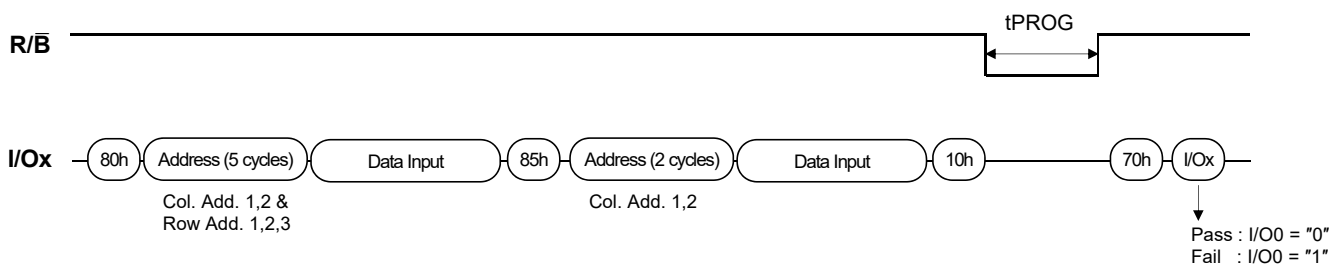 tPROG
R/B̅
I/Ox 80h Address (5 cycles) Data Input 85h Address (2 cycles) Data Input 10h 70h I/Ox
Col. Add. 1,2 & Col. Add. 1,2
Row Add. 1,2,3
Pass : I/O0 = "0"
Fail : I/O0 = "1"